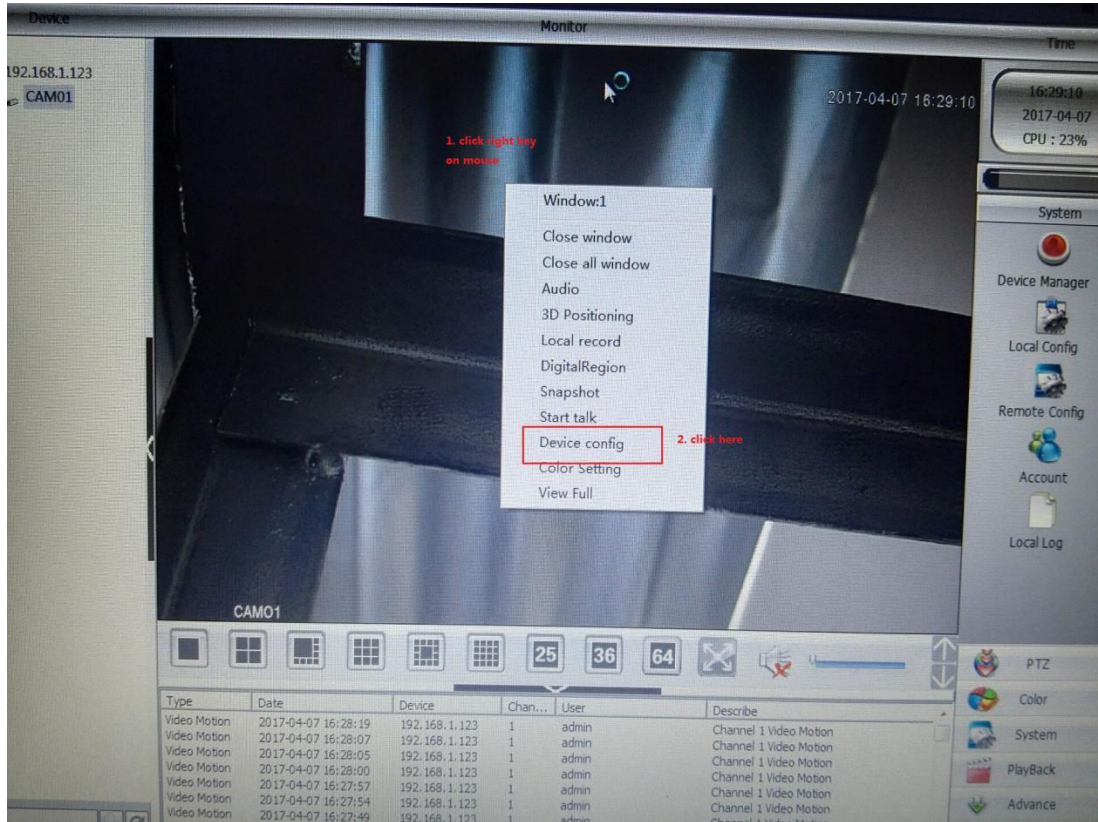 Device
Monitor
Time
192.168.1.123
CAM01
2017-04-07 16:29:10
16:29:10
2017-04-07
CPU : 23%
1. click right key
on mouse
Window:1
Close window
Close all window
Audio
3D Positioning
Local record
DigitalRegion
Snapshot
Start talk
Device config
2. click here
Color Setting
View Full
System
Device Manager
Local Config
Remote Config
Account
Local Log
CAM01
25 36 64
PTZ
Color
System
PlayBack
Advance
Type Date Device Chan... User Describe
Video Motion 2017-04-07 16:28:19 192.168.1.123 1 admin Channel 1 Video Motion
Video Motion 2017-04-07 16:28:07 192.168.1.123 1 admin Channel 1 Video Motion
Video Motion 2017-04-07 16:28:05 192.168.1.123 1 admin Channel 1 Video Motion
Video Motion 2017-04-07 16:28:00 192.168.1.123 1 admin Channel 1 Video Motion
Video Motion 2017-04-07 16:27:57 192.168.1.123 1 admin Channel 1 Video Motion
Video Motion 2017-04-07 16:27:54 192.168.1.123 1 admin Channel 1 Video Motion
Video Motion 2017-04-07 16:27:49 192.168.1.123 1 admin Channel 1 Video Motion